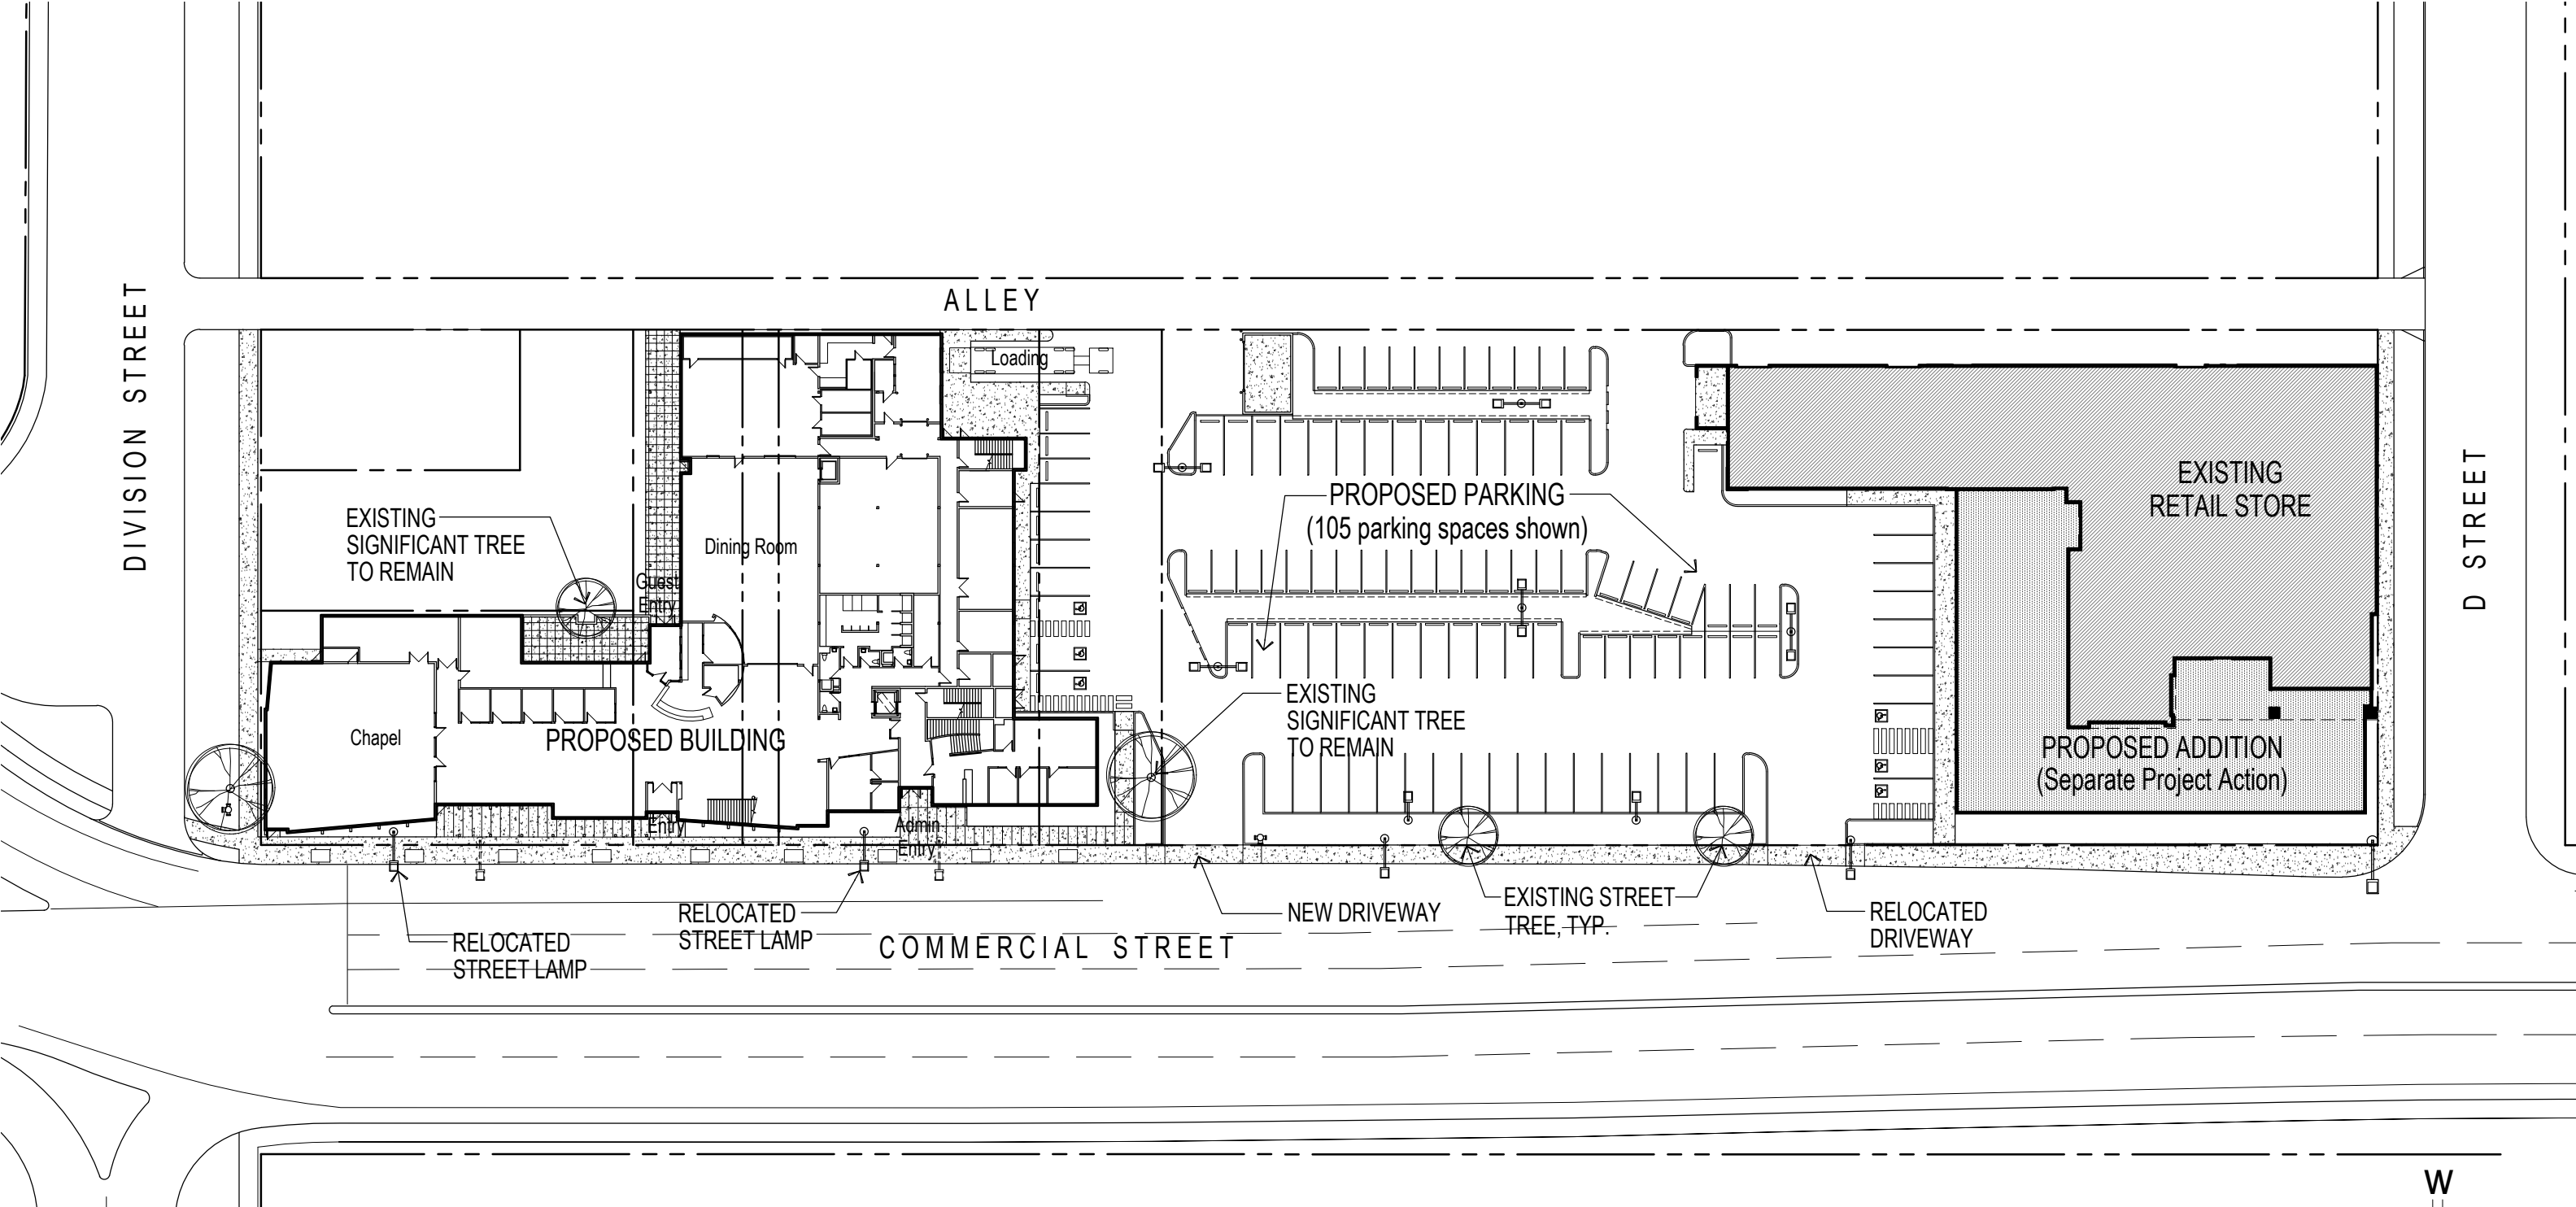 ALLEY
DIVISION STREET
D STREET
Loading
EXISTING
RETAIL STORE
PROPOSED PARKING
(105 parking spaces shown)
EXISTING
SIGNIFICANT TREE
TO REMAIN
Dining Room
Guest
Entry
EXISTING
SIGNIFICANT TREE
TO REMAIN
Chapel
PROPOSED BUILDING
PROPOSED ADDITION
(Separate Project Action)
Entry
Admin
Entry
RELOCATED
STREET LAMP
RELOCATED
STREET LAMP
NEW DRIVEWAY
EXISTING STREET
TREE, TYP.
RELOCATED
DRIVEWAY
COMMERCIAL STREET
W